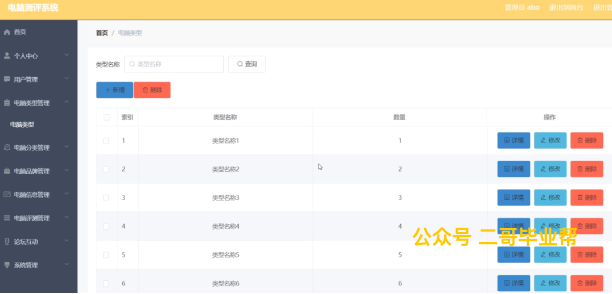 电脑测评系统
管理员 abo 退出到前台
首页 / 电脑类型
首页
个人中心
用户管理
电脑类型管理
电脑类型
电脑分类管理
电脑品牌管理
电脑信息管理
电脑评测管理
论坛互动
系统管理
类型名称 类型名称 查询
新增 删除
索引 类型名称 数量 操作
1 类型名称1 1 详情 修改 删除
2 类型名称2 2 详情 修改 删除
3 类型名称3 3 详情 修改 删除
4 类型名称4 4 详情 修改 删除
5 类型名称5 5 详情 修改 删除
6 类型名称6 6 详情 修改 删除
公众号 二哥毕业帮